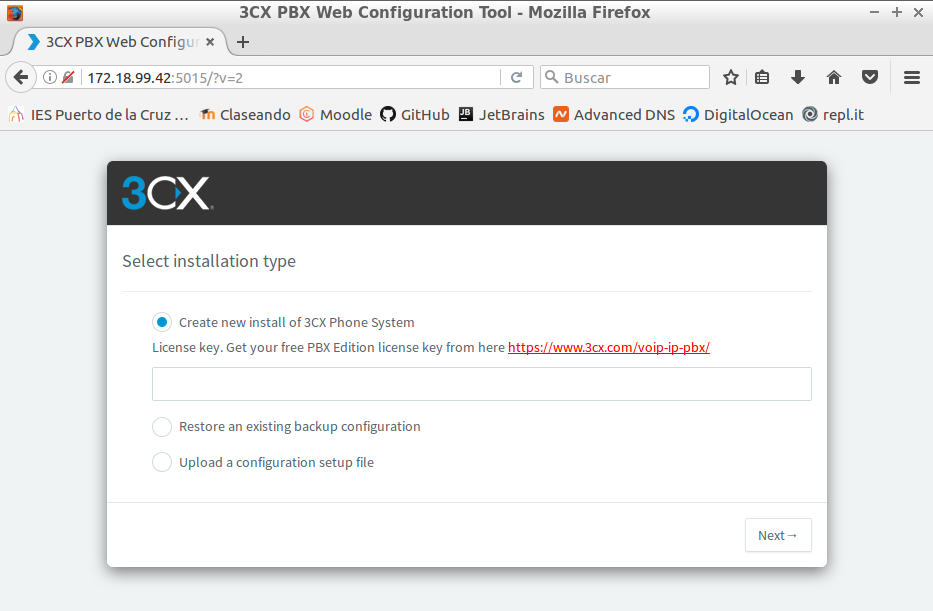 3CX PBX Web Configuration Tool - Mozilla Firefox
3CX PBX Web Configur
172.18.99.42:5015/?v=2
Buscar
IES Puerto de la Cruz ... Claseando Moodle GitHub JetBrains Advanced DNS DigitalOcean repl.it
3CX
Select installation type
Create new install of 3CX Phone System
License key. Get your free PBX Edition license key from here https://www.3cx.com/voip-ip-pbx/
Restore an existing backup configuration
Upload a configuration setup file
Next→